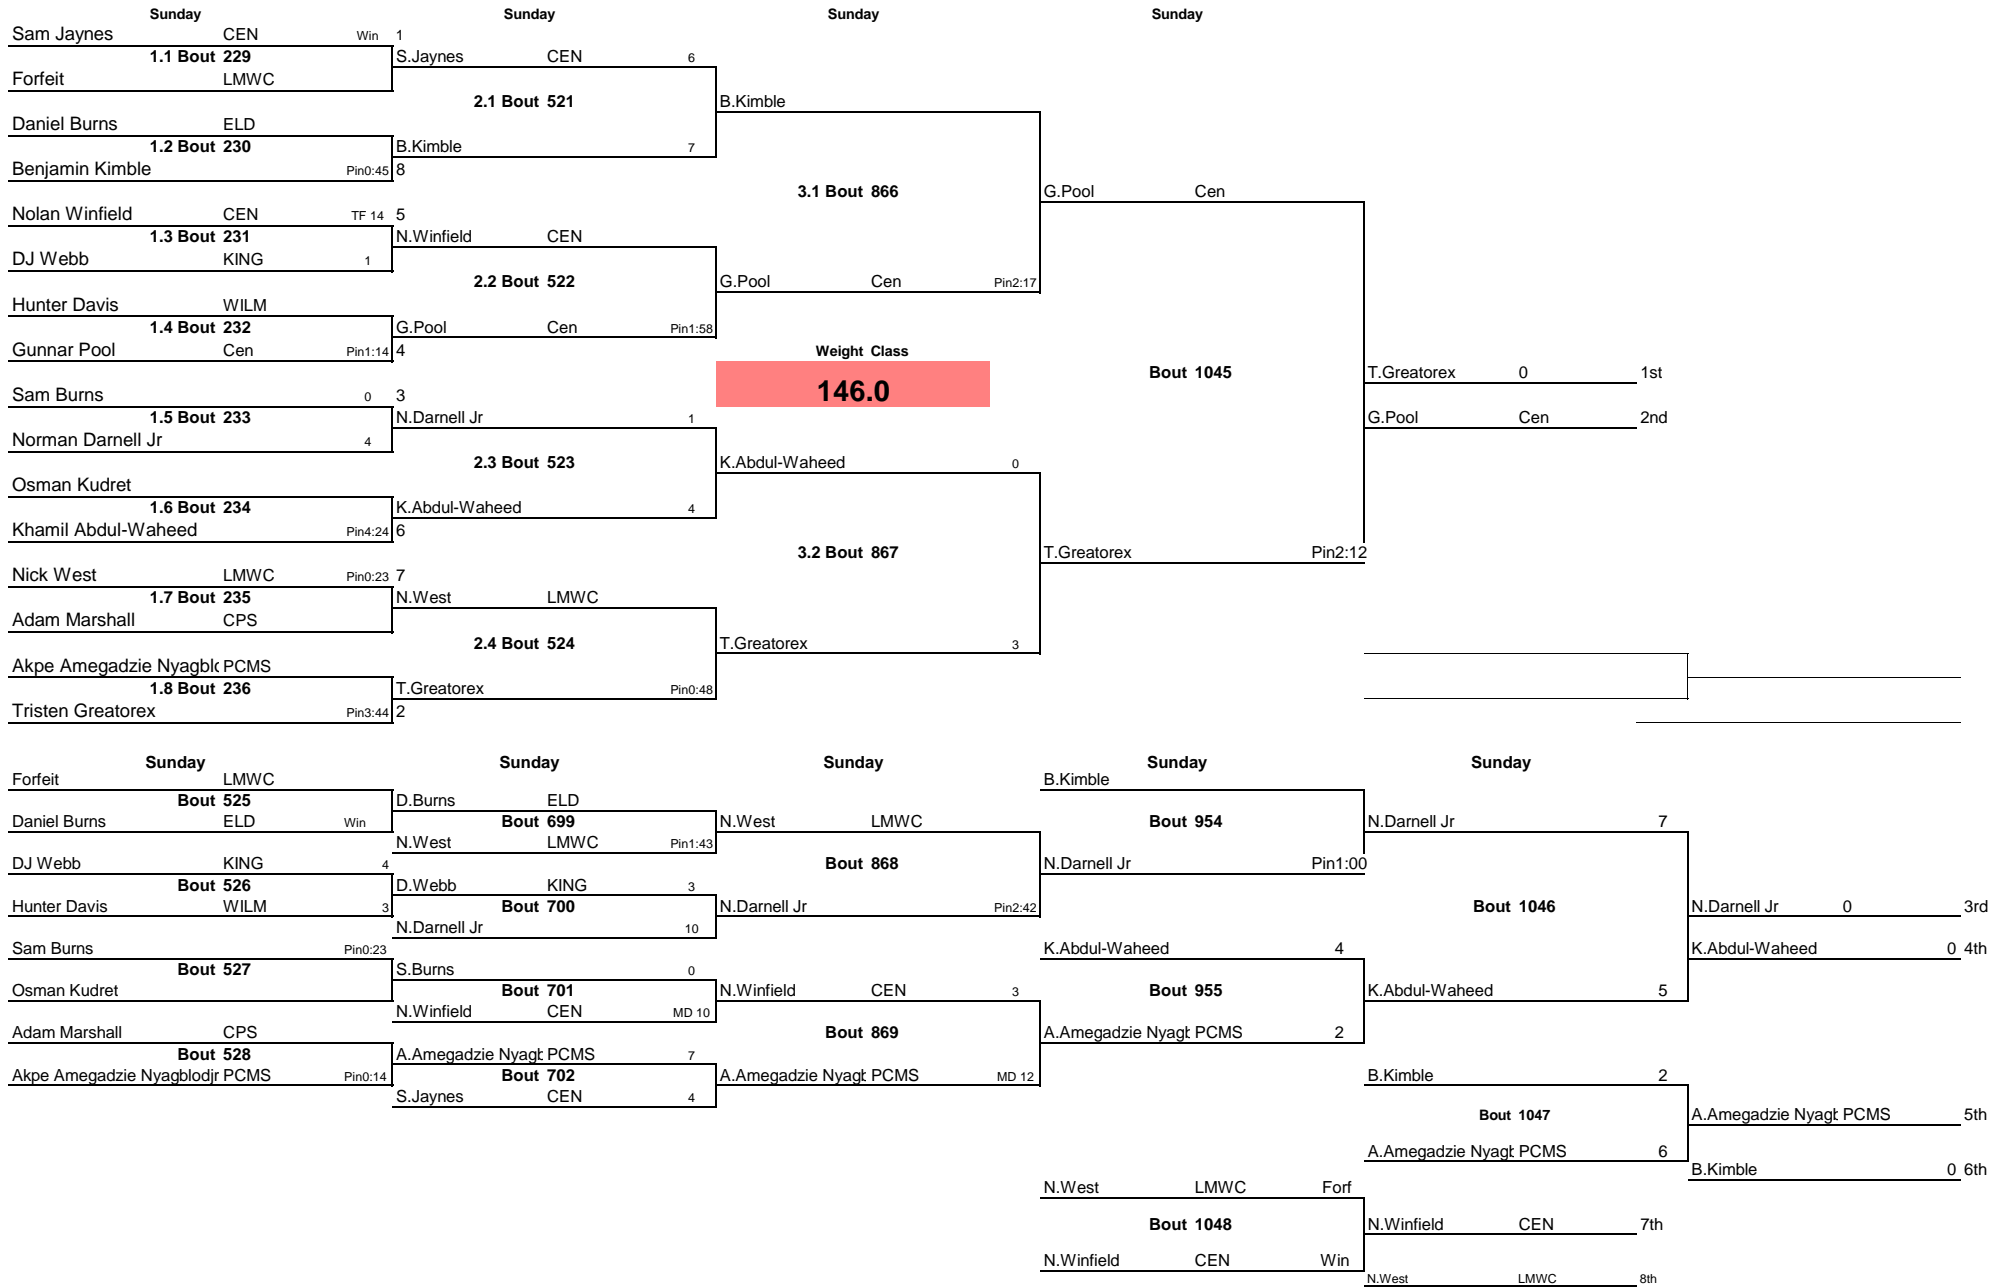 Sunday Sunday Sunday Sunday
Sam Jaynes CEN Win 1
1.1 Bout 229 S.Jaynes CEN 6
Forfeit LMWC
2.1 Bout 521 B.Kimble
Daniel Burns ELD
1.2 Bout 230 B.Kimble 7
Benjamin Kimble Pin0:45 8
3.1 Bout 866 G.Pool Cen
Nolan Winfield CEN TF 14 5
1.3 Bout 231 N.Winfield CEN
DJ Webb KING 1
2.2 Bout 522 G.Pool Cen Pin2:17
Hunter Davis WILM
1.4 Bout 232 G.Pool Cen Pin1:58
Gunnar Pool Cen Pin1:14 4 Weight Class
Bout 1045 T.Greatorex 0 1st
146.0
Sam Burns 0 3
1.5 Bout 233 N.Darnell Jr 1 G.Pool Cen 2nd
Norman Darnell Jr 4
2.3 Bout 523 K.Abdul-Waheed 0
Osman Kudret
1.6 Bout 234 K.Abdul-Waheed 4
Khamil Abdul-Waheed Pin4:24 6
3.2 Bout 867 T.Greatorex Pin2:12
Nick West LMWC Pin0:23 7
1.7 Bout 235 N.West LMWC
Adam Marshall CPS
2.4 Bout 524 T.Greatorex 3
Akpe Amegadzie Nyagblc PCMS
1.8 Bout 236 T.Greatorex Pin0:48
Tristen Greatorex Pin3:44 2
Sunday Sunday Sunday Sunday Sunday
Forfeit LMWC B.Kimble
Bout 525 D.Burns ELD
Daniel Burns ELD Win Bout 699 N.West LMWC Bout 954 N.Darnell Jr 7
N.West LMWC Pin1:43
DJ Webb KING 4 Bout 868 N.Darnell Jr Pin1:00
Bout 526 D.Webb KING 3
Hunter Davis WILM 3 Bout 700 N.Darnell Jr Pin2:42 Bout 1046 N.Darnell Jr 0 3rd
N.Darnell Jr 10
Sam Burns Pin0:23 K.Abdul-Waheed 4 K.Abdul-Waheed 0 4th
Bout 527 S.Burns 0
Osman Kudret Bout 701 N.Winfield CEN 3 Bout 955 K.Abdul-Waheed 5
N.Winfield CEN MD 10
Adam Marshall CPS Bout 869 A.Amegadzie Nyagt PCMS 2
Bout 528 A.Amegadzie Nyagt PCMS 7
Akpe Amegadzie Nyagblodjr PCMS Pin0:14 Bout 702 A.Amegadzie Nyagt PCMS MD 12 B.Kimble 2
S.Jaynes CEN 4
Bout 1047 A.Amegadzie Nyagt PCMS 5th
A.Amegadzie Nyagt PCMS 6
B.Kimble 0 6th
N.West LMWC Forf
Bout 1048 N.Winfield CEN 7th
N.Winfield CEN Win
N.West LMWC 8th